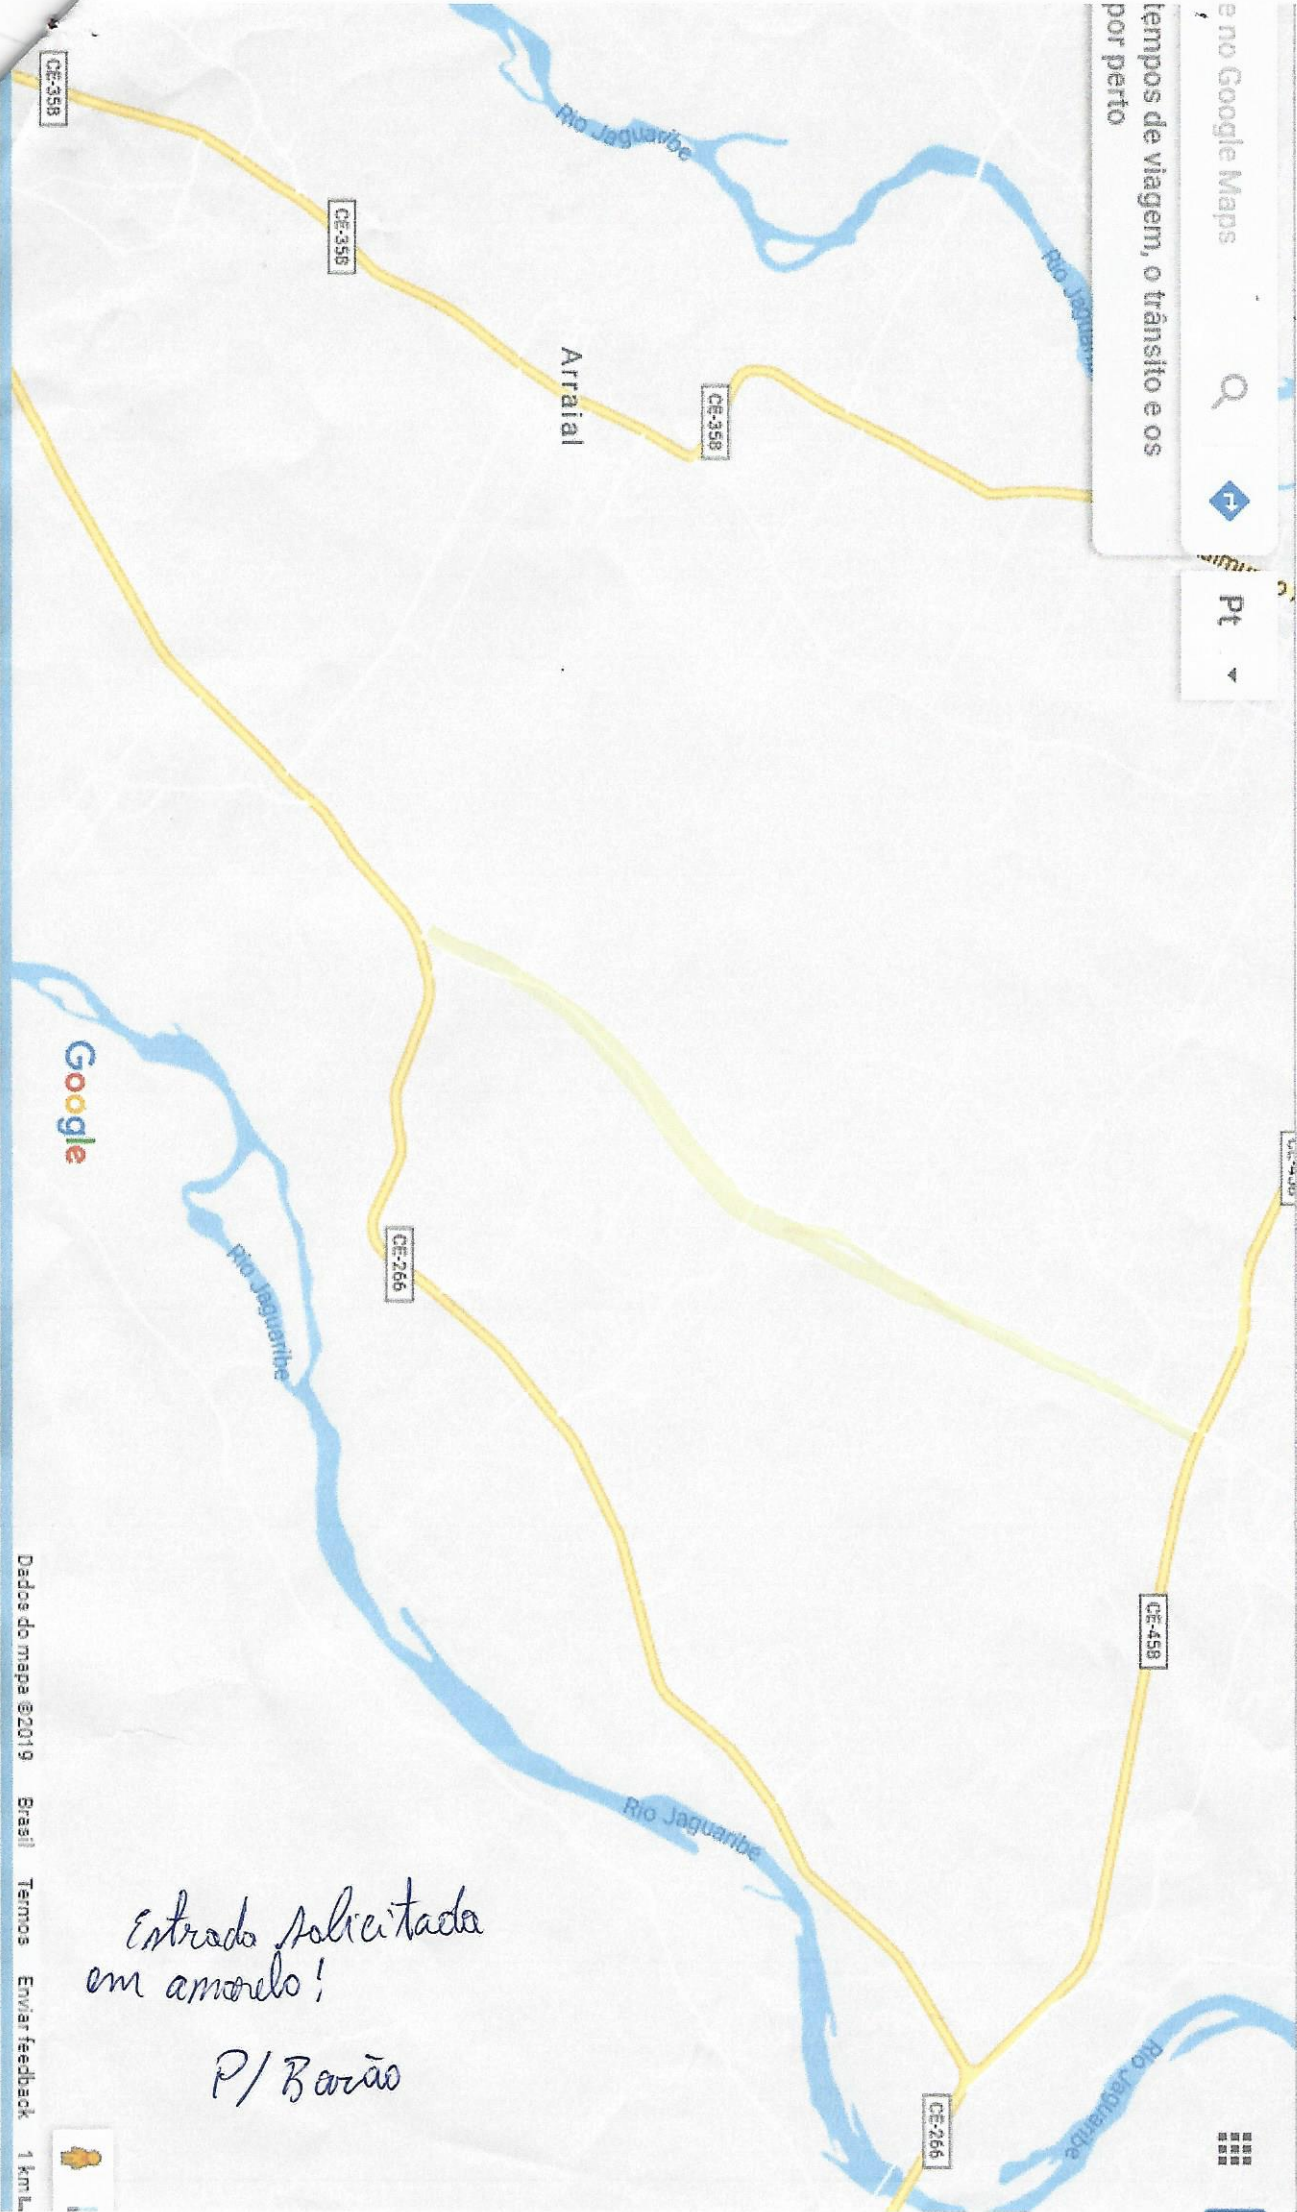 e no Google Maps
Pt
tempos de viagem, o trânsito e os
por perto
Rio Jaguaribe
CE-358
CE-358
CE-358
Arraial
CE-458
CE-266
CE-266
Rio Jaguaribe
Rio Jaguaribe
Rio Jaguaribe
Google
Dados do mapa ©2019 Brasil Termos Enviar feedback 1 km
Estrada solicitada
em amarelo!
P/ Barão